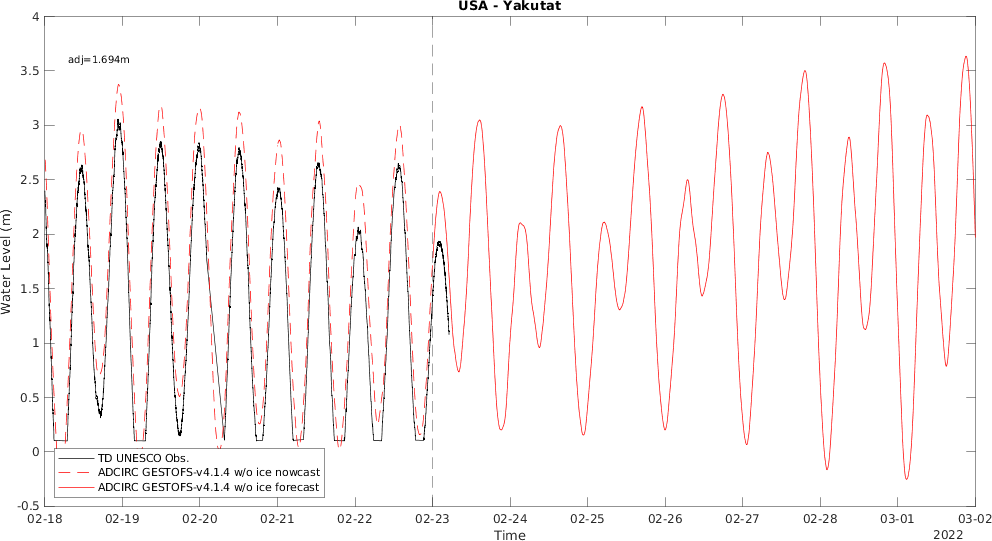 USA - Yakutat
adj=1.694m
Water Level (m)
4
3.5
3
2.5
2
1.5
1
0.5
0
-0.5
TD UNESCO Obs.
ADCIRC GESTOFS-v4.1.4 w/o ice nowcast
ADCIRC GESTOFS-v4.1.4 w/o ice forecast
02-18 02-19 02-20 02-21 02-22 02-23 02-24 02-25 02-26 02-27 02-28 03-01 03-02
Time
2022